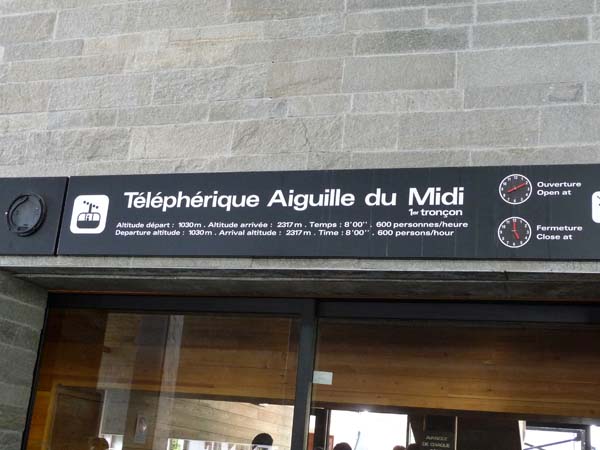 Téléphérique Aiguille du Midi
1er tronçon
Altitude départ : 1030 m . Altitude arrivée : 2317 m . Temps : 8'00'' . 600 personnes/heure
Departure altitude : 1030 m . Arrival altitude : 2317 m . Time : 8'00'' . 600 persons/hour
Ouverture
Open at
Fermeture
Close at